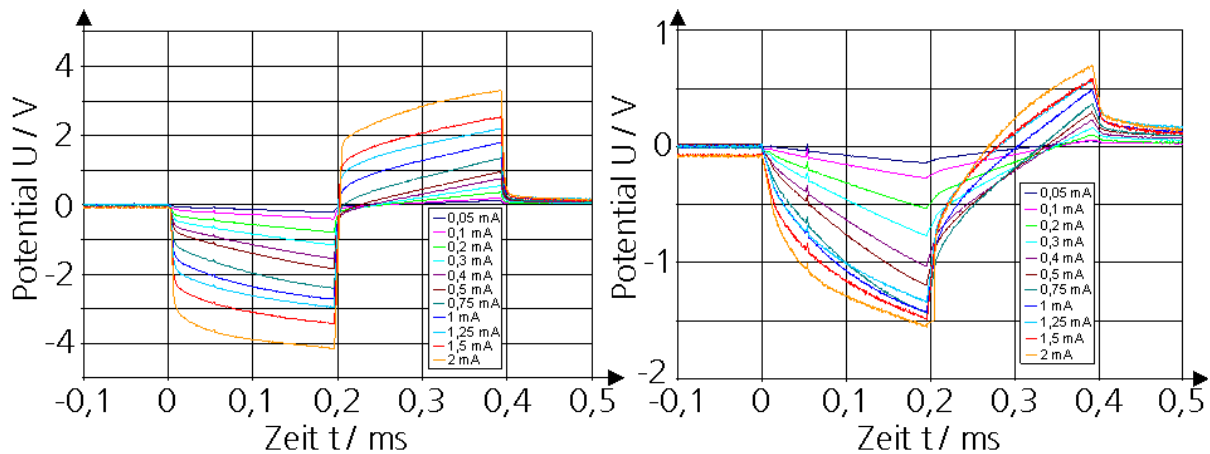 Potential U / V
4
2
0
-2
-4
-0,1 0 0,1 0,2 0,3 0,4 0,5
Zeit t / ms
0,05 mA
0,1 mA
0,2 mA
0,3 mA
0,4 mA
0,5 mA
0,75 mA
1 mA
1,25 mA
1,5 mA
2 mA
Potential U / V
1
0
-1
-2
-0,1 0 0,1 0,2 0,3 0,4 0,5
Zeit t / ms
0,05 mA
0,1 mA
0,2 mA
0,3 mA
0,4 mA
0,5 mA
0,75 mA
1 mA
1,25 mA
1,5 mA
2 mA